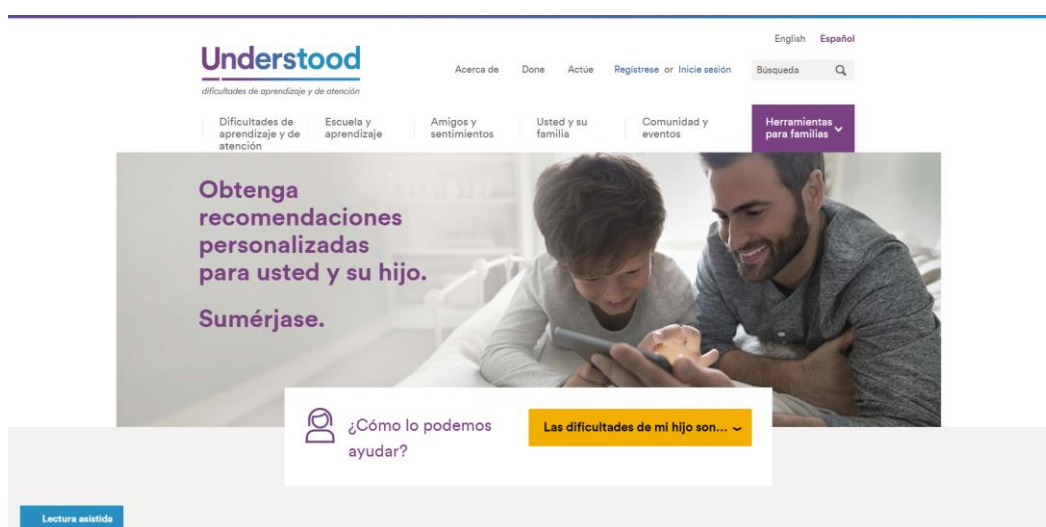 English Español
Understood
dificultades de aprendizaje y de atención
Acerca de Done Actúe Regístrese or Inicie sesión Búsqueda
Dificultades de
aprendizaje y de
atención
Escuela y
aprendizaje
Amigos y
sentimientos
Usted y su
familia
Comunidad y
eventos
Herramientas
para familias
Obtenga
recomendaciones
personalizadas
para usted y su hijo.
Sumérjase.
¿Cómo lo podemos
ayudar?
Las dificultades de mi hijo son...
Lectura asistida